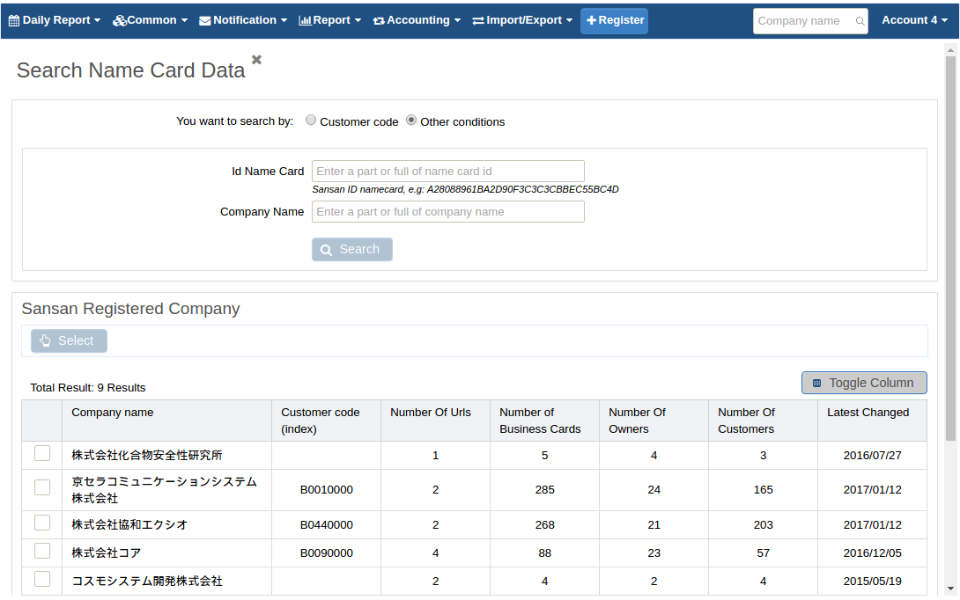 Daily Report Common Notification Report Accounting Import/Export Register Company name Account 4
Search Name Card Data
You want to search by: Customer code Other conditions
Id Name Card Enter a part or full of name card id
Sansan ID namecard, e.g: A28088961BA2D90F3C3C3CBBEC55BC4D
Company Name Enter a part or full of company name
Search
Sansan Registered Company
Select
Total Result: 9 Results Toggle Column
Company name Customer code Number Of Urls Number of Number Of Number Of Latest Changed
(index) Business Cards Owners Customers
株式会社化合物安全性研究所 1 5 4 3 2016/07/27
京セラコミュニケーションシステム
株式会社 B0010000 2 285 24 165 2017/01/12
株式会社協和エクシオ B0440000 2 268 21 203 2017/01/12
株式会社コア B0090000 4 88 23 57 2016/12/05
コスモシステム開発株式会社 2 4 2 4 2015/05/19